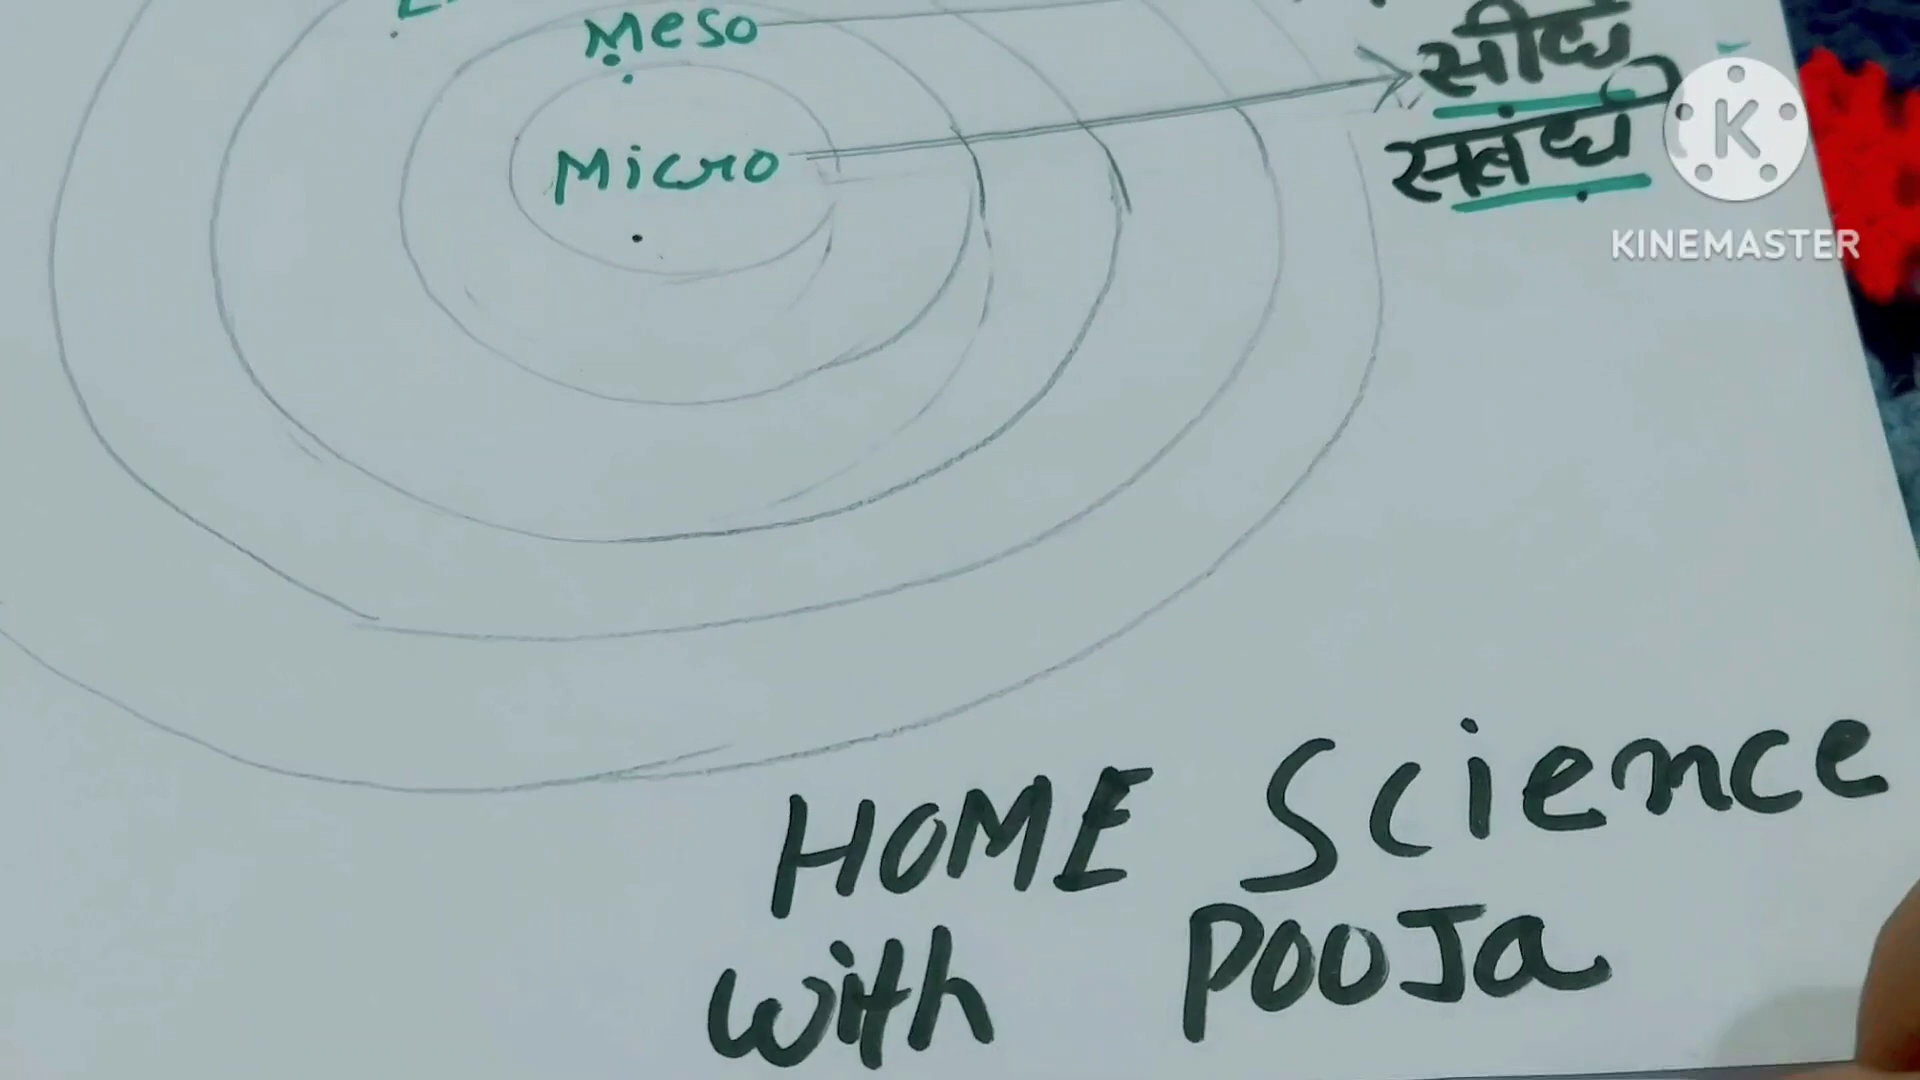 Meso
सीधे
संबंध
Micro
K
KINEMASTER
HOME Science
with POOJa